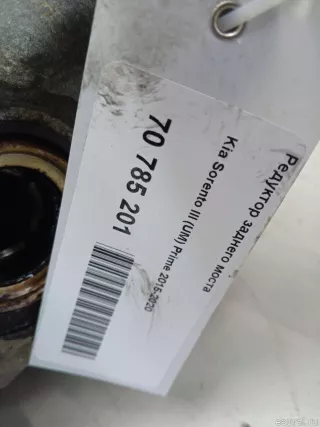 Редуктор заднего моста
Kia Sorento III (UM) Prime 2015-2020
70 785 201